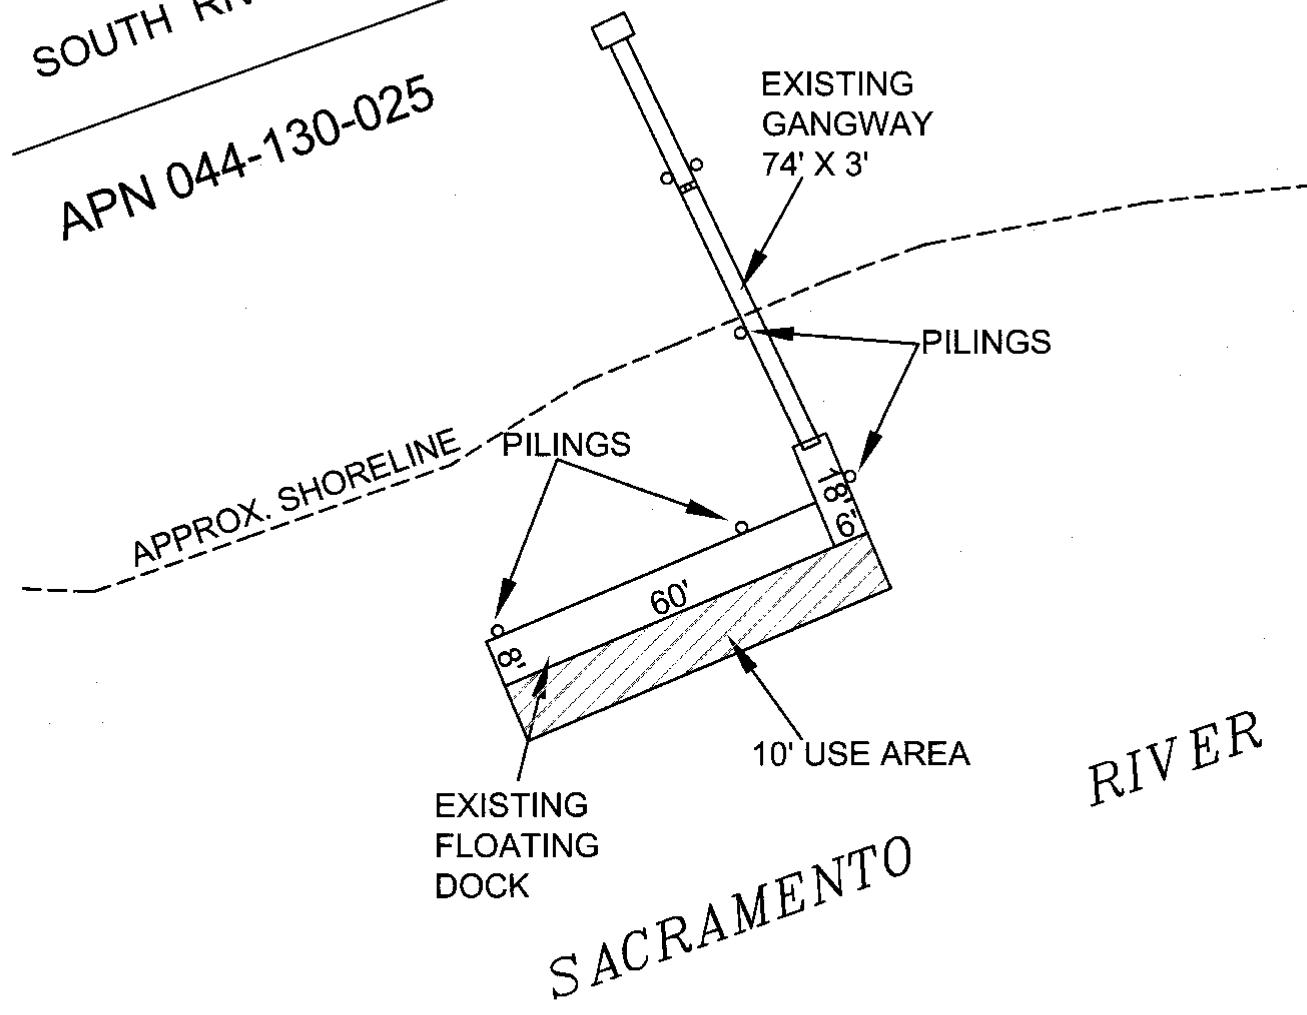 SOUTH
APN 044-130-025
EXISTING
GANGWAY
74' X 3'
PILINGS
PILINGS
APPROX. SHORELINE
18'
6'
60'
8'
10' USE AREA
EXISTING
FLOATING
DOCK
SACRAMENTO RIVER